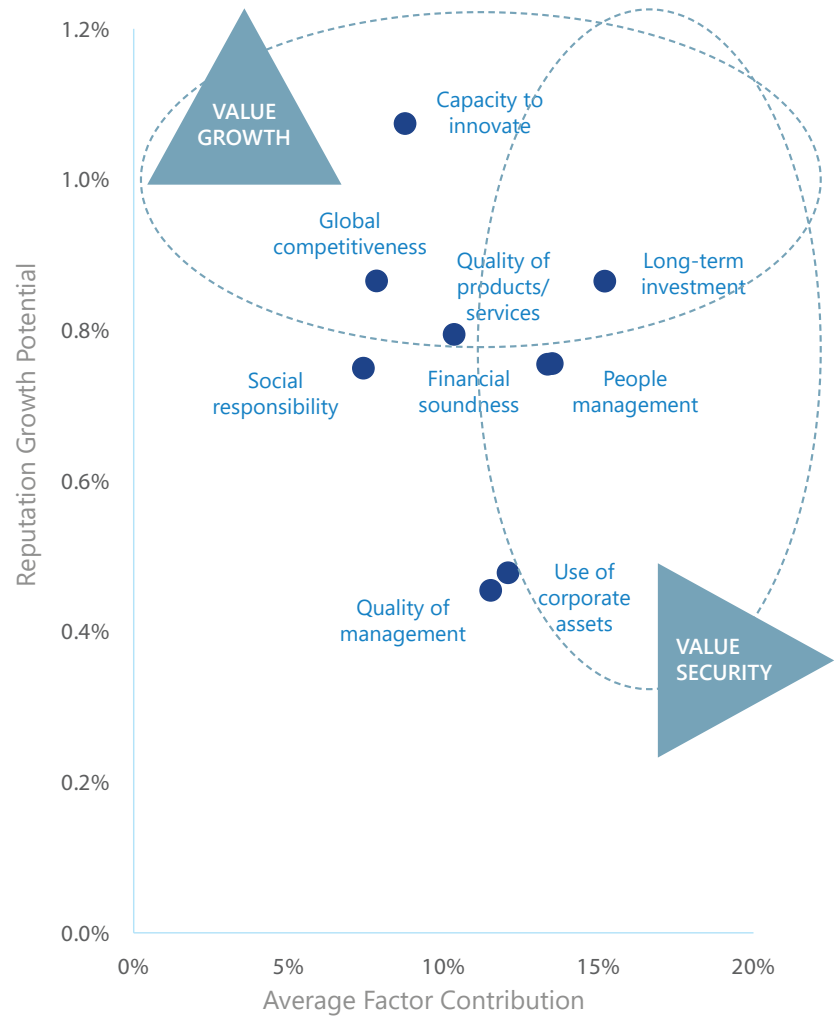 1.2%
VALUE
GROWTH
Capacity to
innovate
1.0%
Global
competitiveness
Quality of
products/
services
Long-term
investment
0.8%
Social
responsibility
Financial
soundness
People
management
0.6%
Quality of
management
Use of
corporate
assets
0.4%
VALUE
SECURITY
0.2%
0.0%
0%
5%
10%
15%
20%
Average Factor Contribution
Reputation Growth Potential